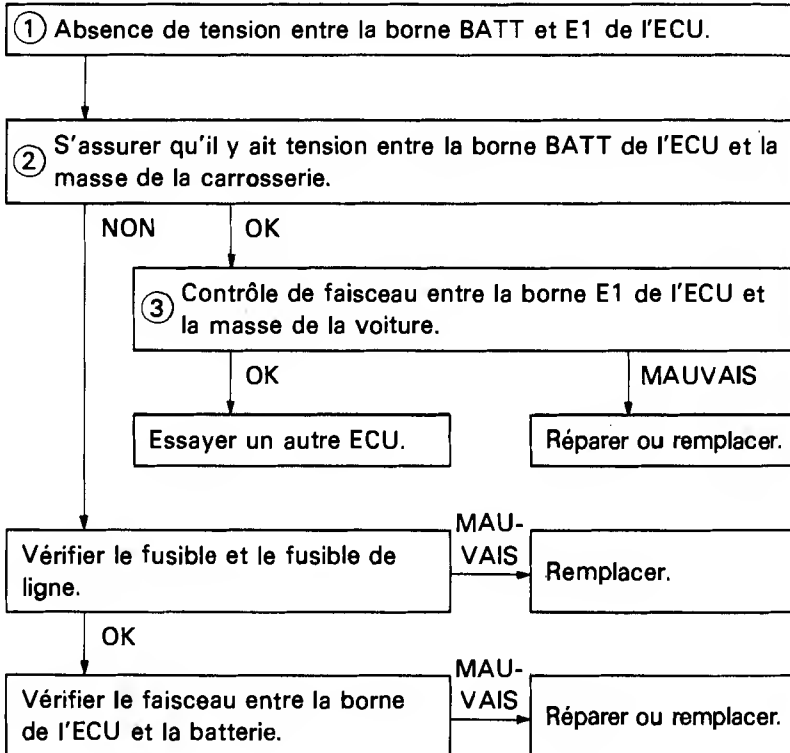 ① Absence de tension entre la borne BATT et E1 de l'ECU.
② S'assurer qu'il y ait tension entre la borne BATT de l'ECU et la
masse de la carrosserie.
NON
OK
③ Contrôle de faisceau entre la borne E1 de l'ECU et
la masse de la voiture.
OK
MAUVAIS
Essayer un autre ECU.
Réparer ou remplacer.
Vérifier le fusible et le fusible de
ligne.
MAU-
VAIS
Remplacer.
OK
Vérifier le faisceau entre la borne
de l'ECU et la batterie.
MAU-
VAIS
Réparer ou remplacer.